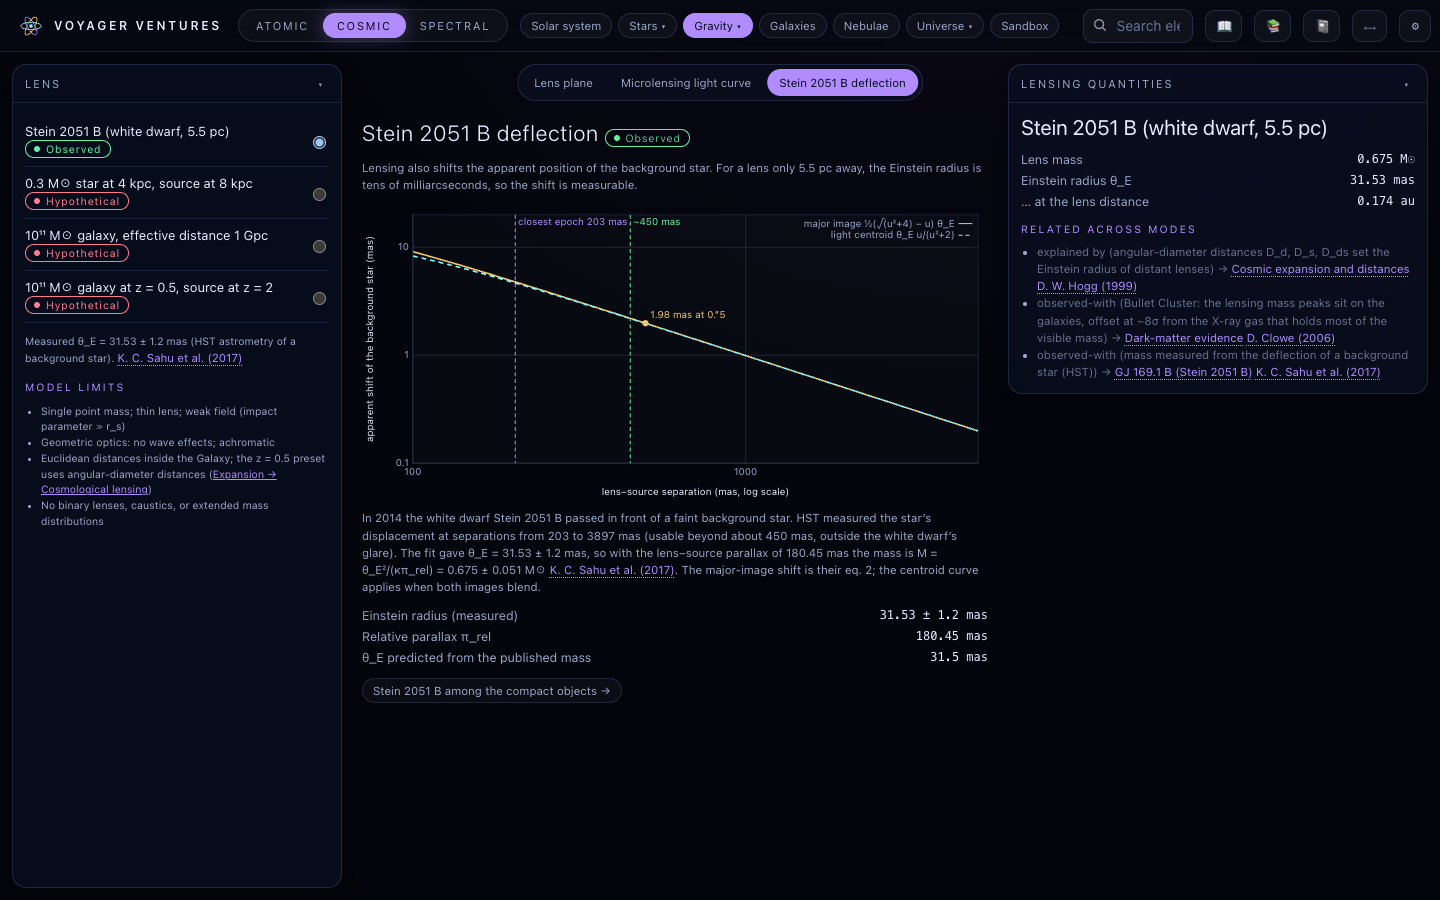 VOYAGER VENTURES
ATOMIC COSMIC SPECTRAL
Solar system Stars Gravity Galaxies Nebulae Universe Sandbox
Search ele
LENS
Stein 2051 B (white dwarf, 5.5 pc)
Observed
0.3 M☉ star at 4 kpc, source at 8 kpc
Hypothetical
10¹¹ M☉ galaxy, effective distance 1 Gpc
Hypothetical
10¹¹ M☉ galaxy at z = 0.5, source at z = 2
Hypothetical
Measured θ_E = 31.53 ± 1.2 mas (HST astrometry of a
background star). K. C. Sahu et al. (2017)
MODEL LIMITS
• Single point mass; thin lens; weak field (impact
parameter ≫ r_s)
• Geometric optics: no wave effects; achromatic
• Euclidean distances inside the Galaxy; the z = 0.5 preset
uses angular-diameter distances (Expansion →
Cosmological lensing)
• No binary lenses, caustics, or extended mass
distributions
Lens plane Microlensing light curve Stein 2051 B deflection
Stein 2051 B deflection Observed
Lensing also shifts the apparent position of the background star. For a lens only 5.5 pc away, the Einstein radius is
tens of milliarcseconds, so the shift is measurable.
closest epoch 203 mas ~450 mas
major image ½(√(u²+4) − u) θ_E
light centroid θ_E u/(u²+2)
apparent shift of the background star (mas)
10
1
0.1
1.98 mas at 0.″5
100 1000
lens–source separation (mas, log scale)
In 2014 the white dwarf Stein 2051 B passed in front of a faint background star. HST measured the star's
displacement at separations from 203 to 3897 mas (usable beyond about 450 mas, outside the white dwarf's
glare). The fit gave θ_E = 31.53 ± 1.2 mas, so with the lens–source parallax of 180.45 mas the mass is M =
θ_E²/(κπ_rel) = 0.675 ± 0.051 M☉ K. C. Sahu et al. (2017). The major-image shift is their eq. 2; the centroid curve
applies when both images blend.
Einstein radius (measured) 31.53 ± 1.2 mas
Relative parallax π_rel 180.45 mas
θ_E predicted from the published mass 31.5 mas
Stein 2051 B among the compact objects →
LENSING QUANTITIES
Stein 2051 B (white dwarf, 5.5 pc)
Lens mass 0.675 M☉
Einstein radius θ_E 31.53 mas
… at the lens distance 0.174 au
RELATED ACROSS MODES
• explained by (angular-diameter distances D_d, D_s, D_ds set the
Einstein radius of distant lenses) → Cosmic expansion and distances
D. W. Hogg (1999)
• observed-with (Bullet Cluster: the lensing mass peaks sit on the
galaxies, offset at ~8σ from the X-ray gas that holds most of the
visible mass) → Dark-matter evidence D. Clowe (2006)
• observed-with (mass measured from the deflection of a background
star (HST)) → GJ 169.1 B (Stein 2051 B) K. C. Sahu et al. (2017)